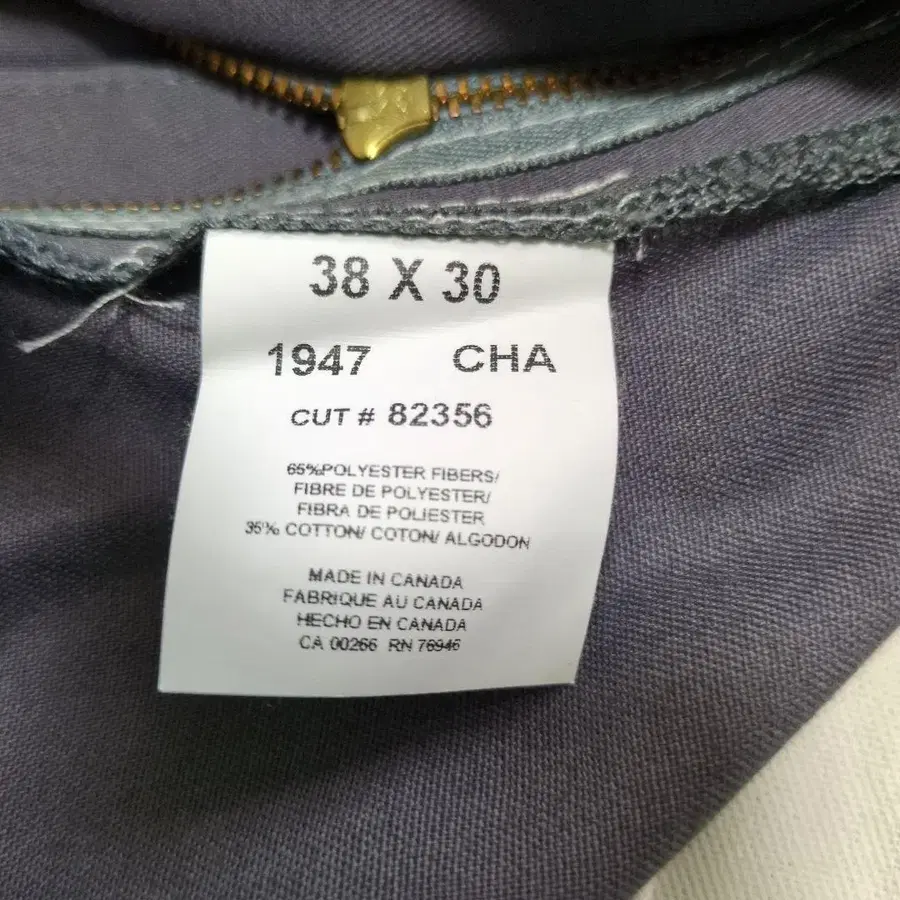 38 X 30
1947 CHA
CUT # 82356
65%POLYESTER FIBERS/
FIBRE DE POLYESTER/
FIBRA DE POLIESTER
35% COTTON/ COTON/ ALGODON
MADE IN CANADA
FABRIQUE AU CANADA
HECHO EN CANADA
CA 00266 RN 76946